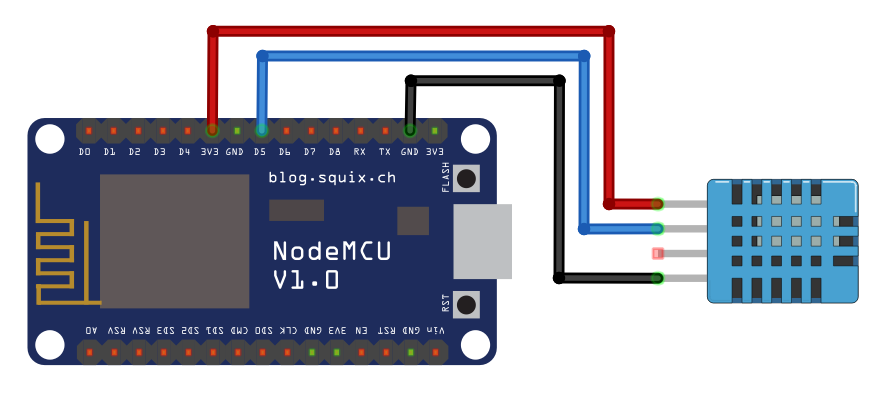 D0 D1 D2 D3 D4 3V3 GND D5 D6 D7 D8 RX TX GND 3V3
blog.squix.ch
FLASH
NodeMCU
V1.0
RST
A0 RSV RSV SD3 SD2 SD1 CMD SD0 CLK GND 3V3 EN RST GND Vin